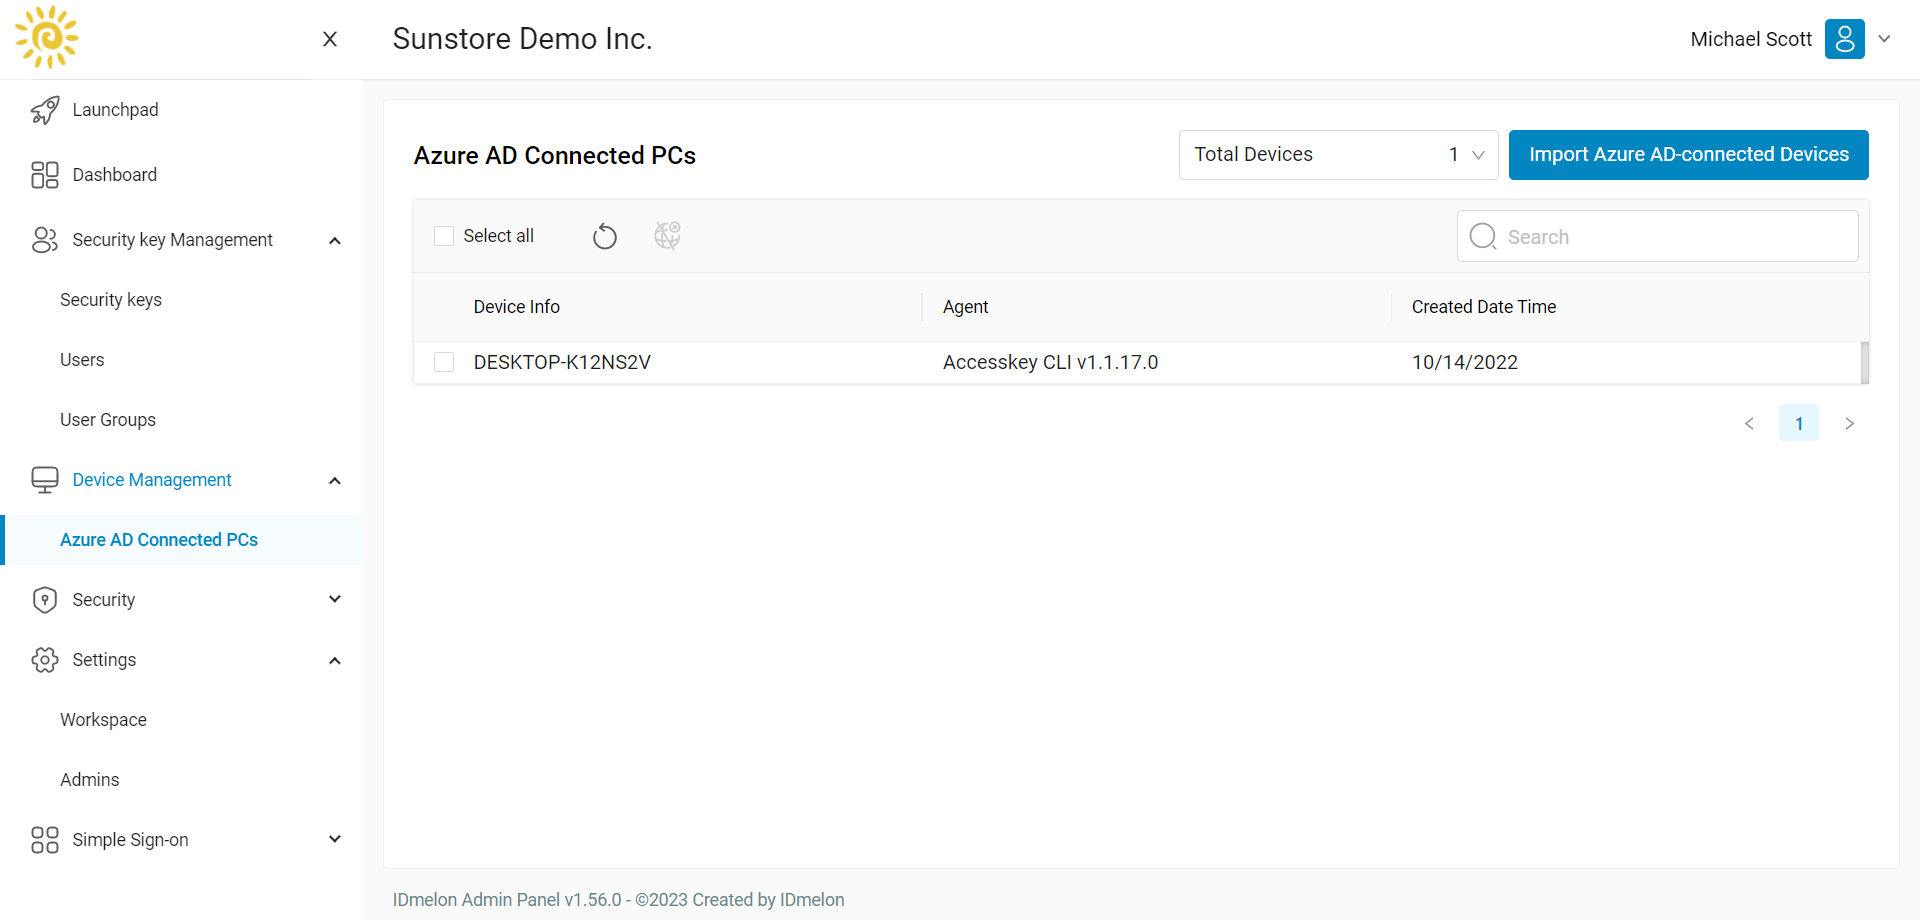 Sunstore Demo Inc.
Michael Scott
Launchpad
Dashboard
Security key Management
Security keys
Users
User Groups
Device Management
Azure AD Connected PCs
Security
Settings
Workspace
Admins
Simple Sign-on
Azure AD Connected PCs
Total Devices 1
Import Azure AD-connected Devices
Select all
Search
Device Info Agent Created Date Time
DESKTOP-K12NS2V Accesskey CLI v1.1.17.0 10/14/2022
1
IDmelon Admin Panel v1.56.0 - ©2023 Created by IDmelon